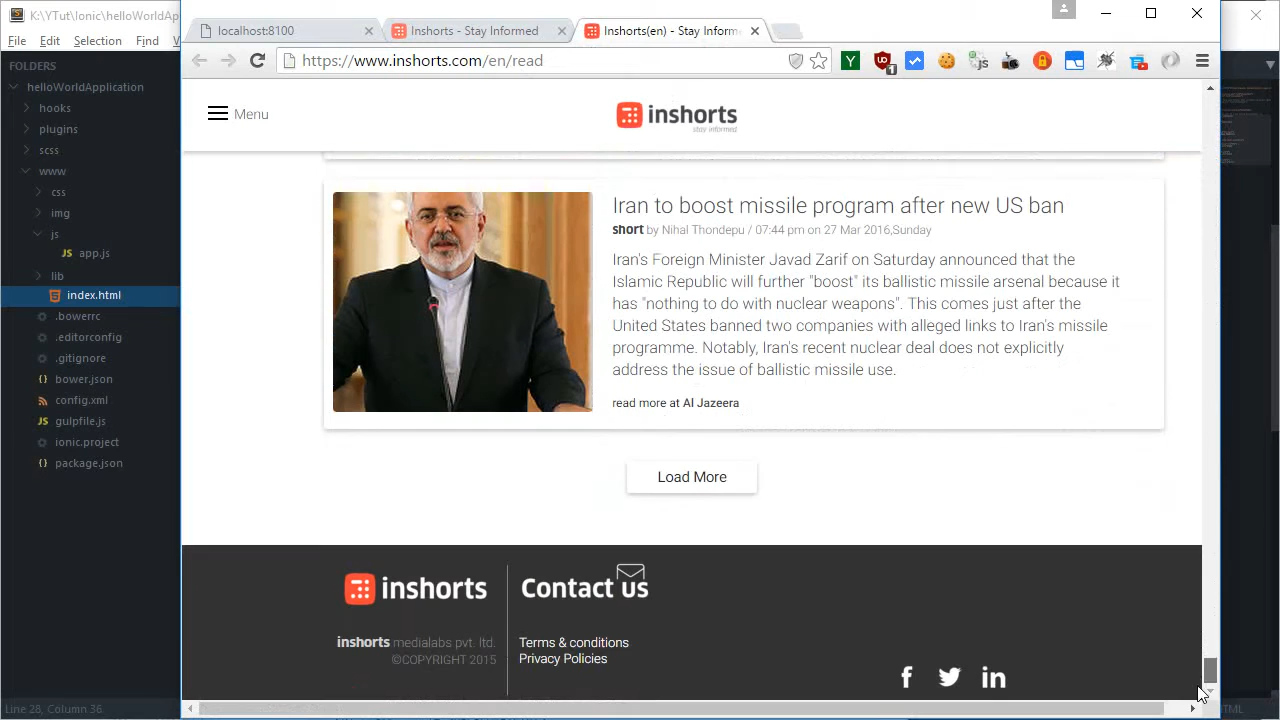 K:\YTut\Ionic\helloWorldAp
File Edit Selection Find V
localhost:8100
Inshorts - Stay Informed
Inshorts(en) - Stay Inform
https://www.inshorts.com/en/read
FOLDERS
helloWorldApplication
hooks
plugins
scss
www
css
img
js
app.js
lib
index.html
.bowerrc
.editorconfig
.gitignore
bower.json
config.xml
gulpfile.js
ionic.project
package.json
Line 28, Column 36
Menu
inshorts
stay informed
Iran to boost missile program after new US ban
short by Nihal Thondepu / 07:44 pm on 27 Mar 2016,Sunday
Iran's Foreign Minister Javad Zarif on Saturday announced that the
Islamic Republic will further "boost" its ballistic missile arsenal because it
has "nothing to do with nuclear weapons". This comes just after the
United States banned two companies with alleged links to Iran's missile
programme. Notably, Iran's recent nuclear deal does not explicitly
address the issue of ballistic missile use.
read more at Al Jazeera
Load More
inshorts
inshorts medialabs pvt. ltd.
©COPYRIGHT 2015
Contact us
Terms & conditions
Privacy Policies